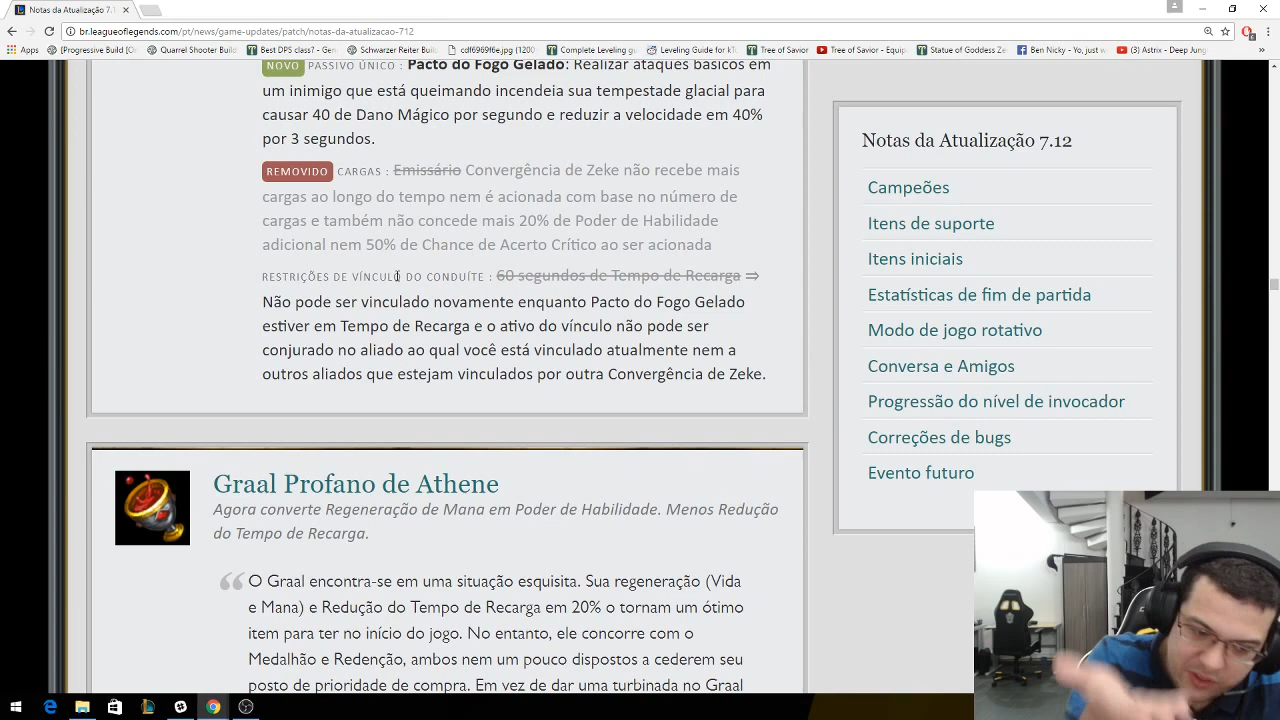 Notas da Atualização 7.1
br.leagueoflegends.com/pt/news/game-updates/patch/notas-da-atualizacao-712
Apps
[Progressive Build [Or
Quarrel Shooter Build
Best DPS class? - Gen
Schwarzer Reiter Buil
cdf6969f6e.jpg (1200
Complete Leveling gu
Leveling Guide for R
Tree of Savior
Tree of Savior - Equip
Statue of Goddess Ze
Ben Nicky - Yo, just w
(3) Astrix - Deep Jung
NOVO PASSIVO ÚNICO : Pacto do Fogo Gelado: Realizar ataques básicos em
um inimigo que está queimando incendeia sua tempestade glacial para
causar 40 de Dano Mágico por segundo e reduzir a velocidade em 40%
por 3 segundos.
REMOVIDO CARGAS : Emissário Convergência de Zeke não recebe mais
cargas ao longo do tempo nem é acionada com base no número de
cargas e também não concede mais 20% de Poder de Habilidade
adicional nem 50% de Chance de Acerto Crítico ao ser acionada
RESTRIÇÕES DE VÍNCULO DO CONDUÍTE : 60 segundos de Tempo de Recarga ⇒
Não pode ser vinculado novamente enquanto Pacto do Fogo Gelado
estiver em Tempo de Recarga e o ativo do vínculo não pode ser
conjurado no aliado ao qual você está vinculado atualmente nem a
outros aliados que estejam vinculados por outra Convergência de Zeke.
Graal Profano de Athene
Agora converte Regeneração de Mana em Poder de Habilidade. Menos Redução
do Tempo de Recarga.
O Graal encontra-se em uma situação esquisita. Sua regeneração (Vida
e Mana) e Redução do Tempo de Recarga em 20% o tornam um ótimo
item para ter no início do jogo. No entanto, ele concorre com o
Medalhão e Redenção, ambos nem um pouco dispostos a cederem seu
posto de prioridade de compra. Em vez de dar uma turbinada no Graal
Notas da Atualização 7.12
Campeões
Itens de suporte
Itens iniciais
Estatísticas de fim de partida
Modo de jogo rotativo
Conversa e Amigos
Progressão do nível de invocador
Correções de bugs
Evento futuro